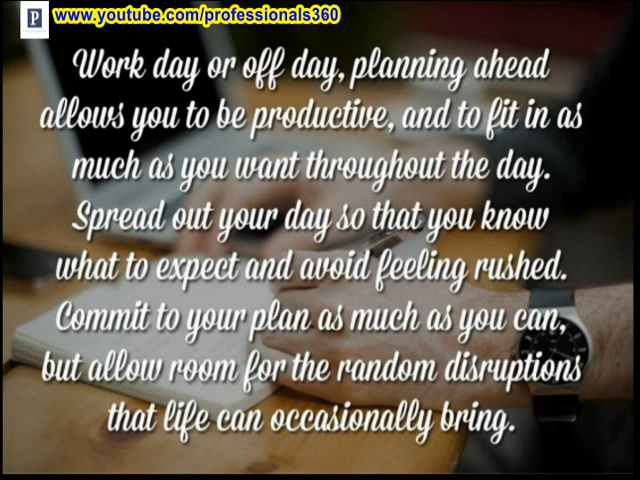 P
www.youtube.com/professionals360
Work day or off day, planning ahead
allows you to be productive, and to fit in as
much as you want throughout the day.
Spread out your day so that you know
what to expect and avoid feeling rushed.
Commit to your plan as much as you can,
but allow room for the random disruptions
that life can occasionally bring.